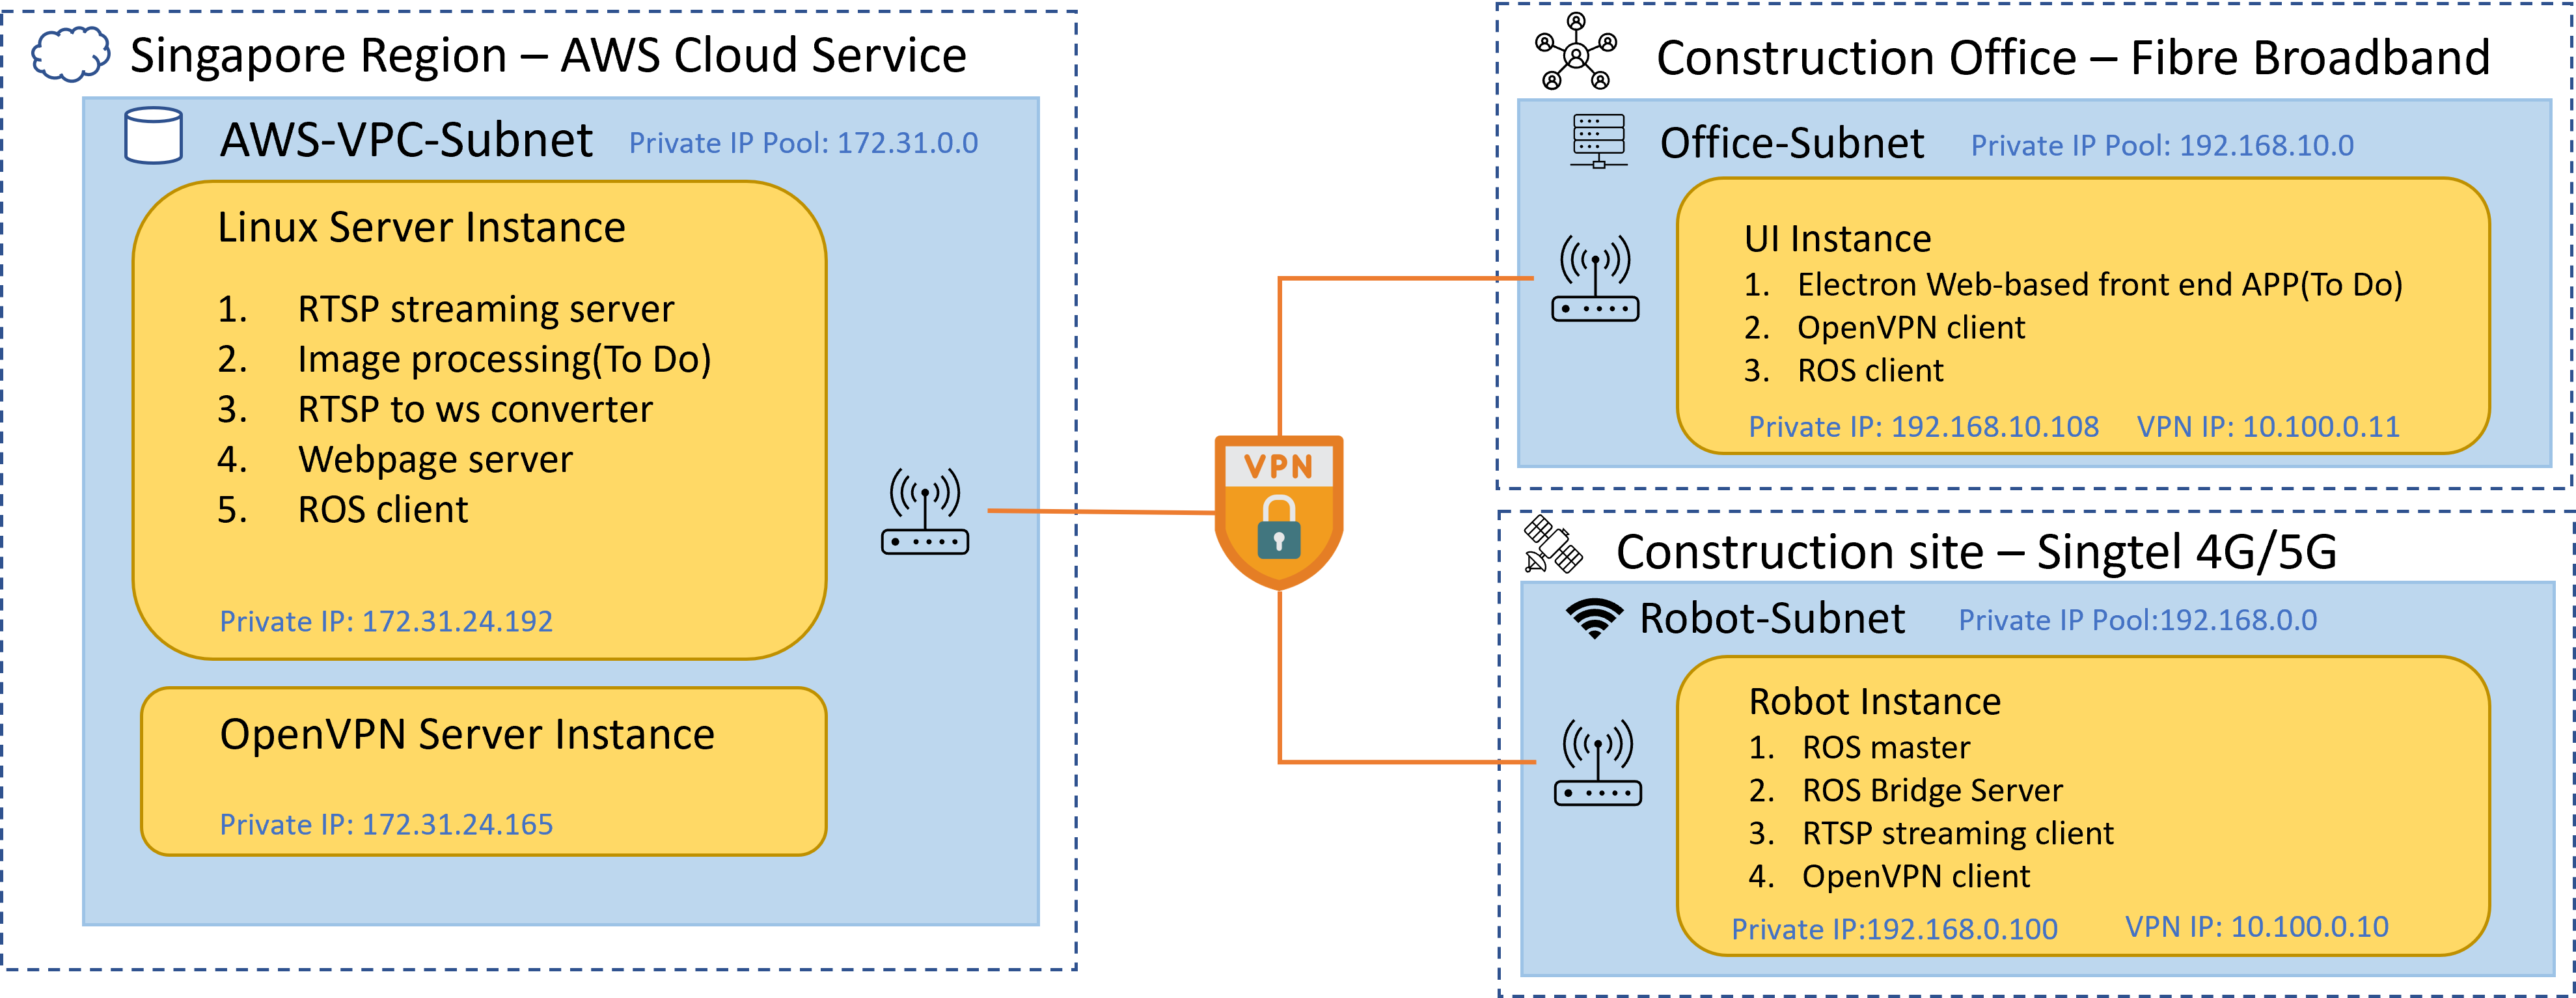 Singapore Region – AWS Cloud Service
AWS-VPC-Subnet
Private IP Pool: 172.31.0.0
Linux Server Instance
1. RTSP streaming server
2. Image processing(To Do)
3. RTSP to ws converter
4. Webpage server
5. ROS client
Private IP: 172.31.24.192
OpenVPN Server Instance
Private IP: 172.31.24.165
VPN
Construction Office – Fibre Broadband
Office-Subnet
Private IP Pool: 192.168.10.0
UI Instance
1. Electron Web-based front end APP(To Do)
2. OpenVPN client
3. ROS client
Private IP: 192.168.10.108
VPN IP: 10.100.0.11
Construction site – Singtel 4G/5G
Robot-Subnet
Private IP Pool:192.168.0.0
Robot Instance
1. ROS master
2. ROS Bridge Server
3. RTSP streaming client
4. OpenVPN client
Private IP:192.168.0.100
VPN IP: 10.100.0.10